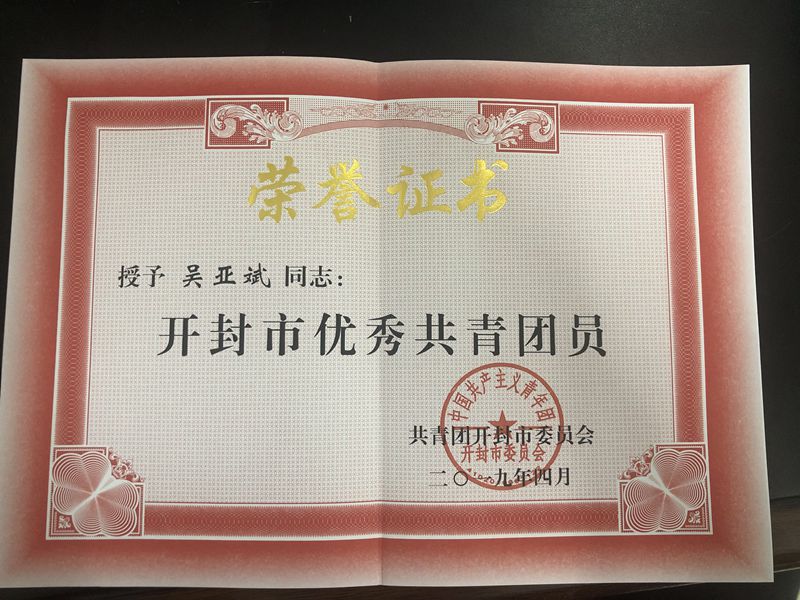 荣誉证书
授予 吴亚斌 同志：
开封市优秀共青团员
中国共产主义青年团
共青团开封市委员会
开封市委员会
二〇一九年四月